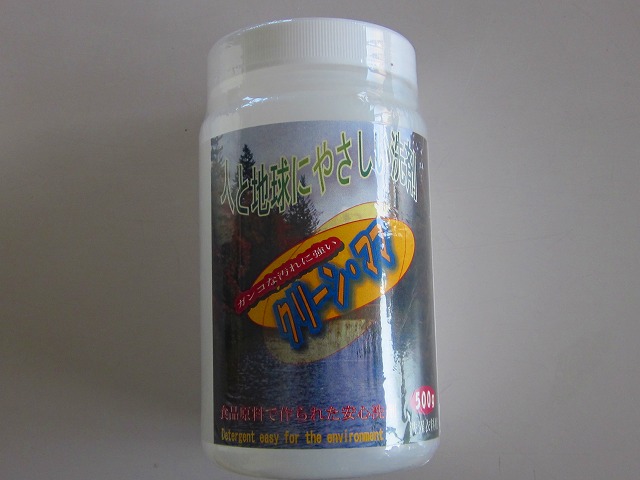 人と地球にやさしい洗剤
ガンコな汚れに強い
クリーン・ママ
食品原料で作られた安心洗
500g
Detergent easy for the environment